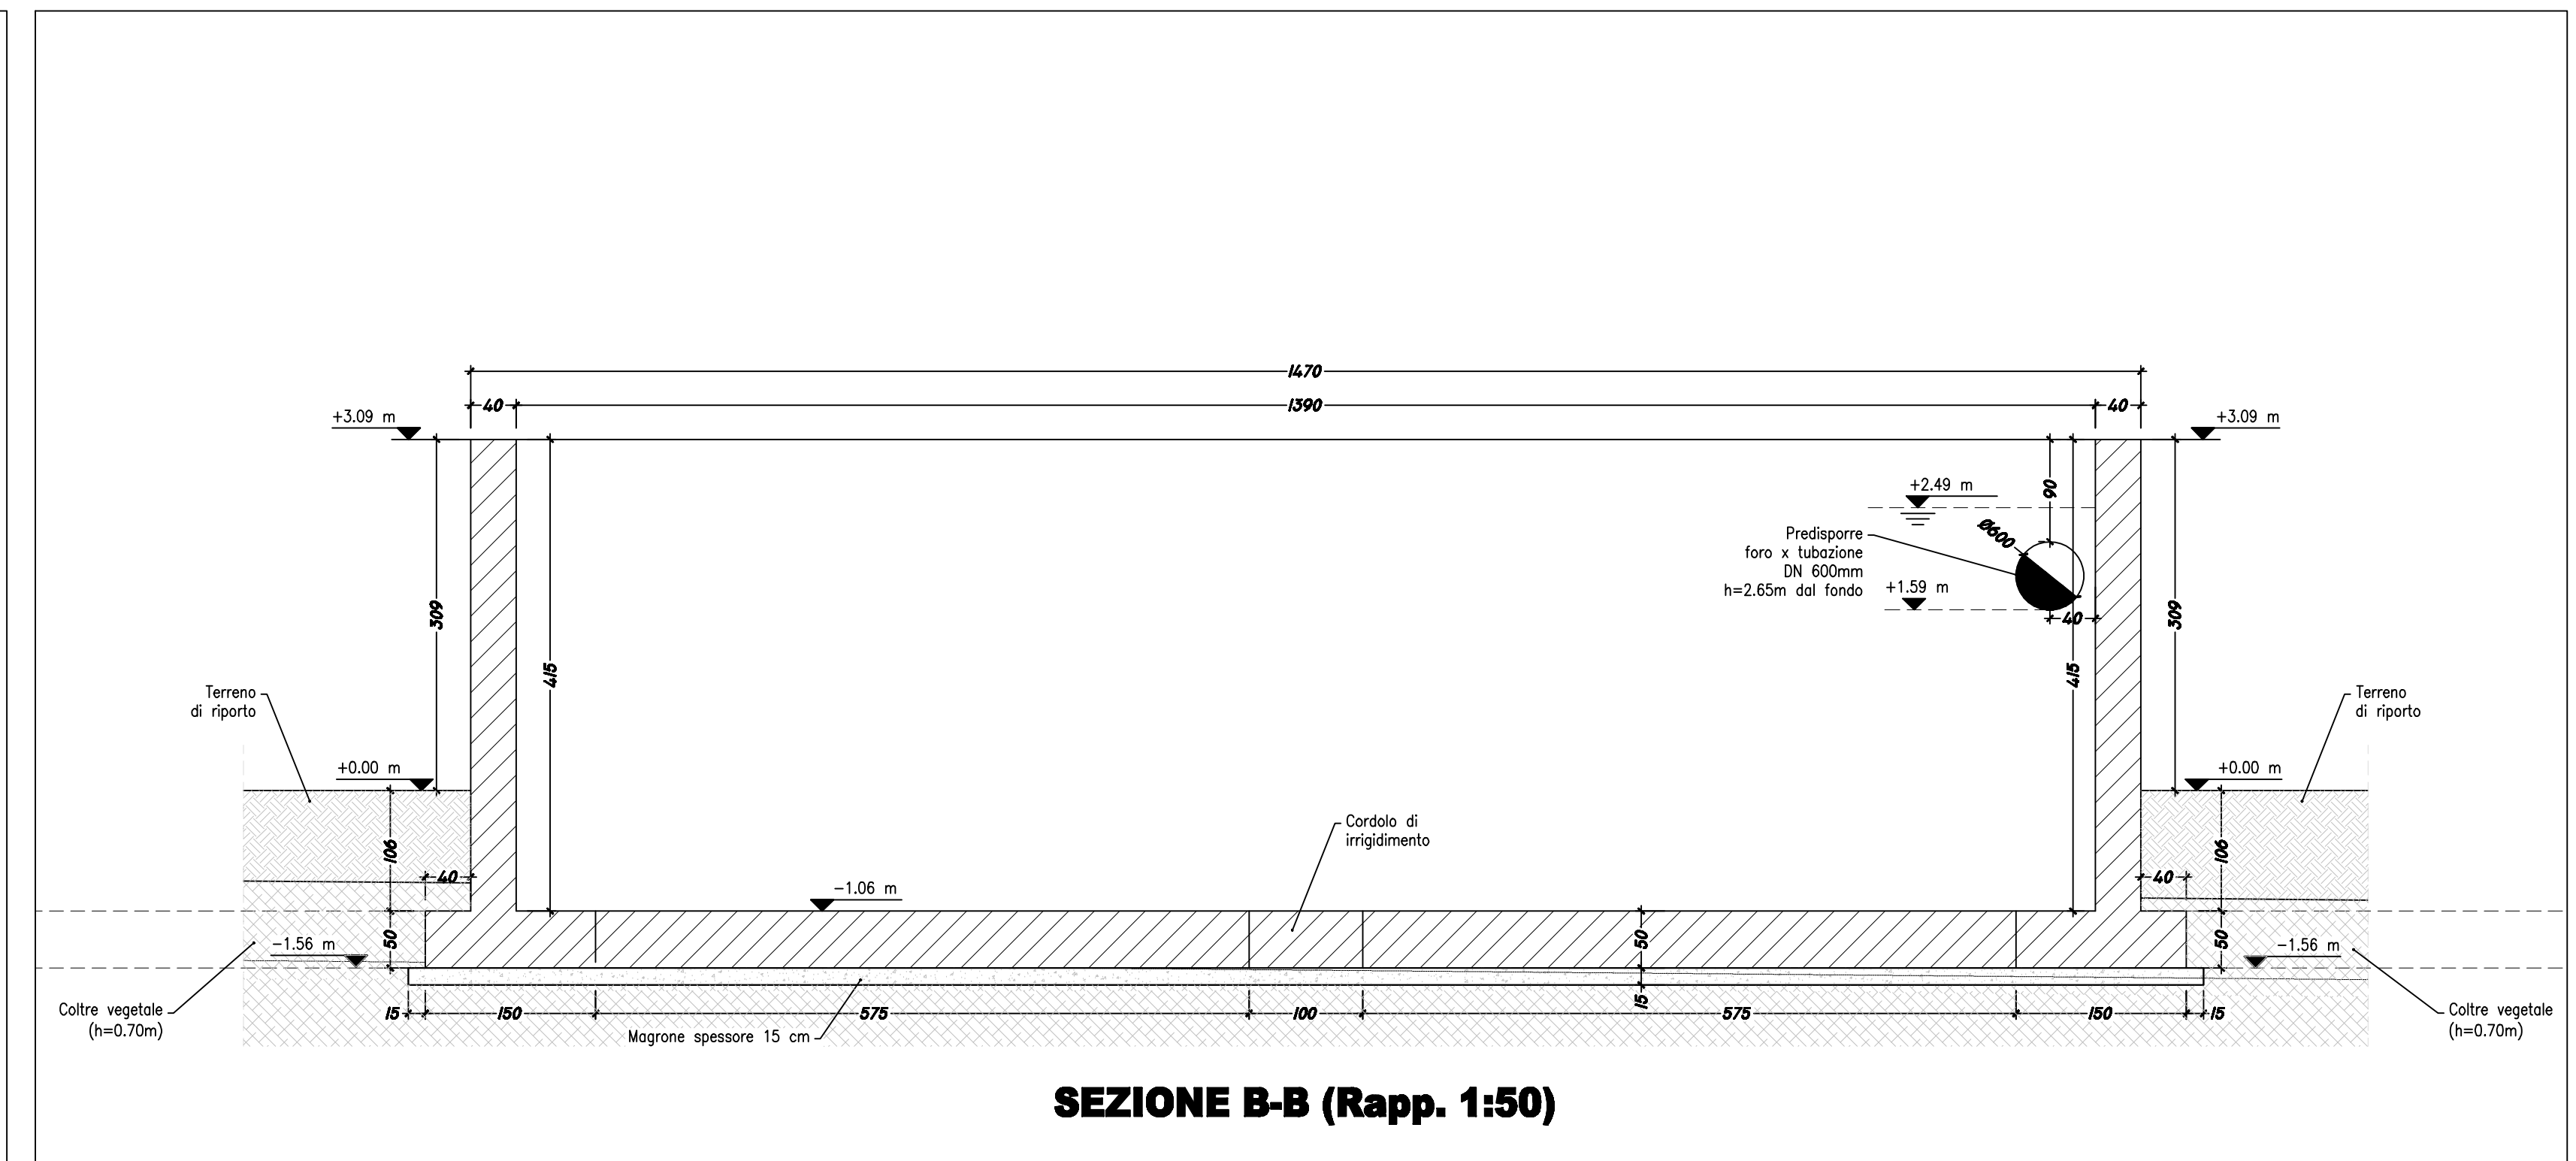 1470
40
1390
40
+3.09 m
+3.09 m
+2.49 m
90
Ø600
Predisporre
foro x tubazione
DN 600mm
h=2.65m dal fondo
+1.59 m
40
309
309
415
415
Terreno
di riporto
Terreno
di riporto
+0.00 m
+0.00 m
Cordolo di
irrigidimento
106
106
40
40
-1.06 m
50
50
50
-1.56 m
-1.56 m
Coltre vegetale
(h=0.70m)
Coltre vegetale
(h=0.70m)
15
150
575
100
575
150
15
15
Magrone spessore 15 cm
SEZIONE B-B (Rapp. 1:50)